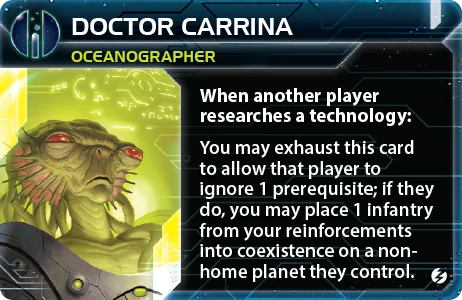 DOCTOR CARRINA
OCEANOGRAPHER
When another player
researches a technology:
You may exhaust this card
to allow that player to
ignore 1 prerequisite; if they
do, you may place 1 infantry
from your reinforcements
into coexistence on a non-
home planet they control.